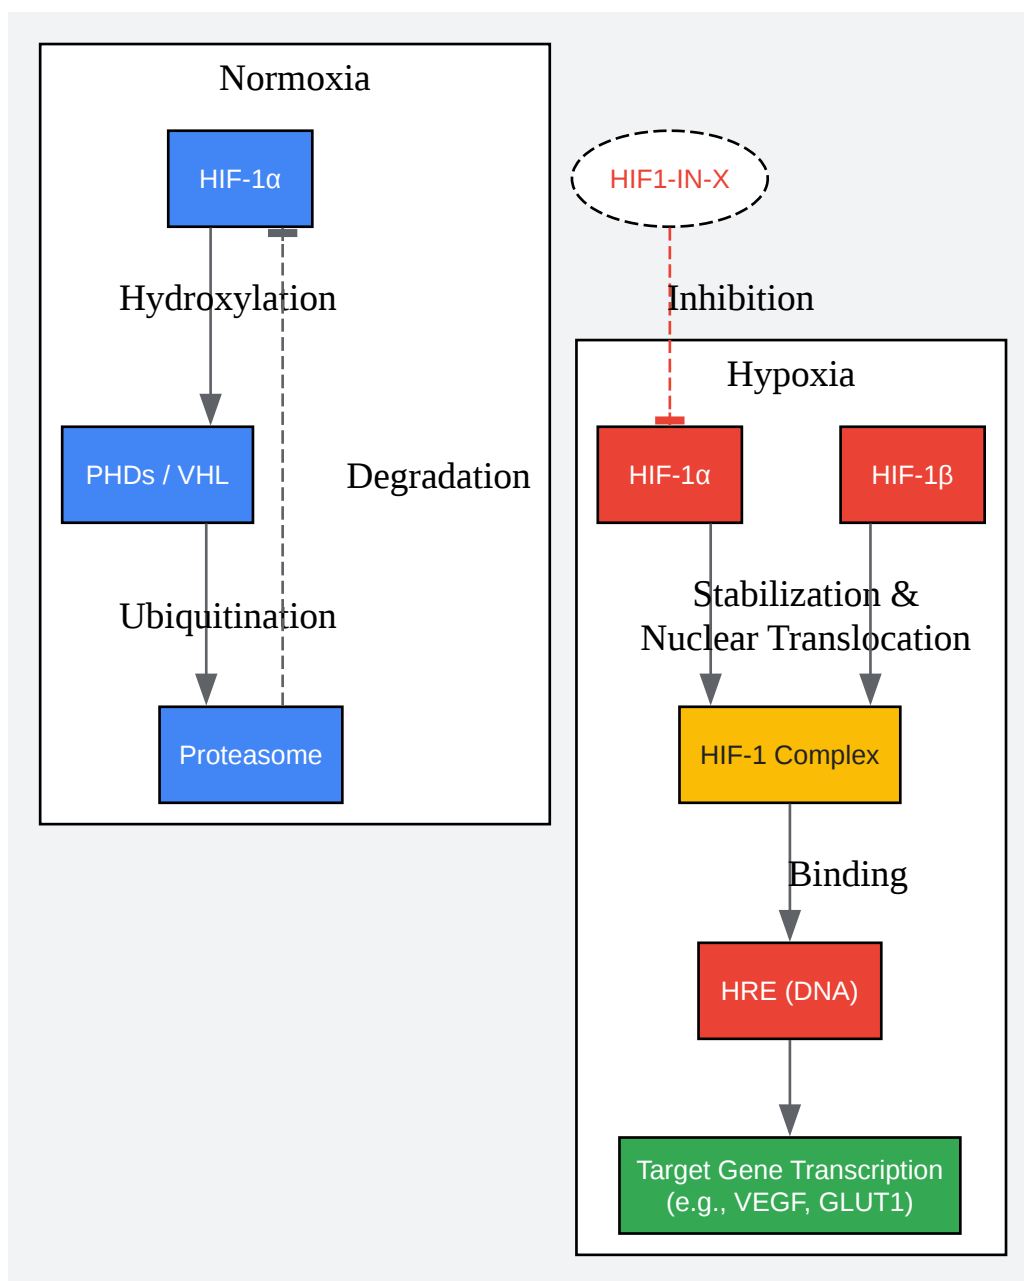 Normoxia
HIF-1α
Hydroxylation
PHDs / VHL
Degradation
Ubiquitination
Proteasome
HIF1-IN-X
Inhibition
Hypoxia
HIF-1α
HIF-1β
Stabilization &
Nuclear Translocation
HIF-1 Complex
Binding
HRE (DNA)
Target Gene Transcription
(e.g., VEGF, GLUT1)